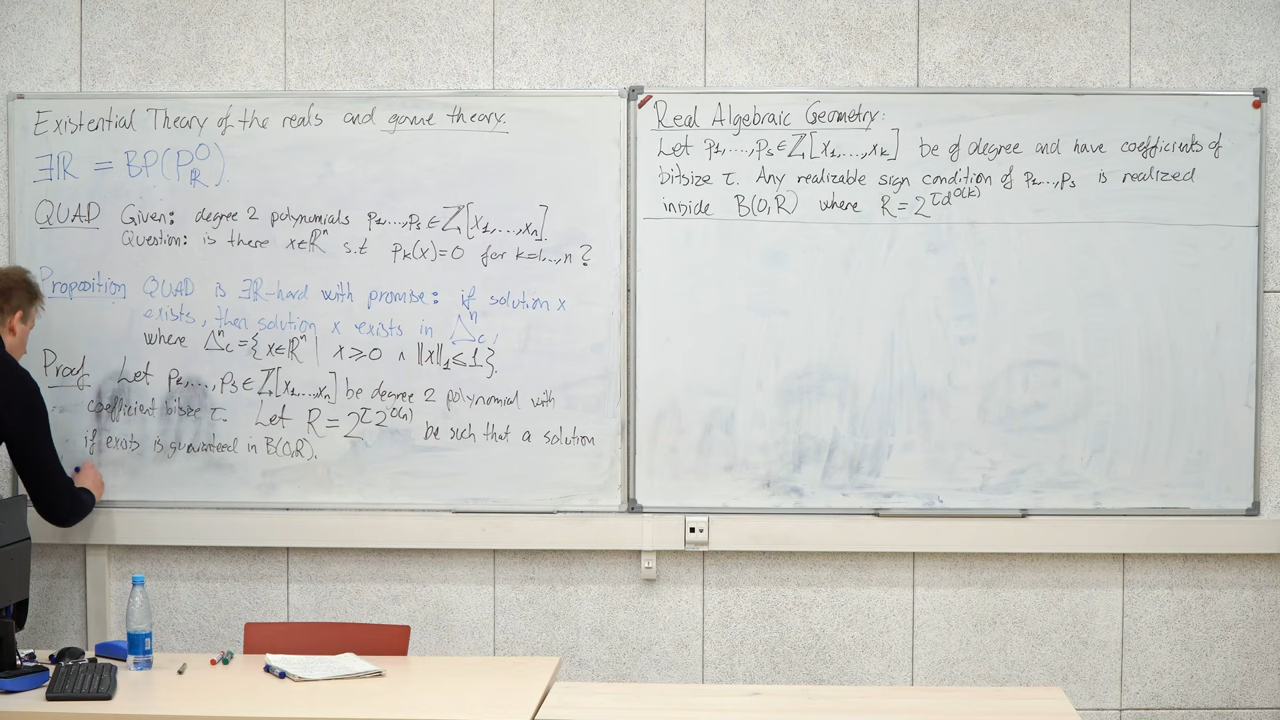 Existential Theory of the reals and game theory.
∃ℝ = BP(P⁰_ℝ).
QUAD Given: degree 2 polynomials p₁,...,pₛ∈ℤ[x₁,...,xₙ].
Question: is there x∈ℝⁿ s.t pₖ(x)=0 for k=1,..,n ?
Proposition QUAD is ∃ℝ-hard with promise: if solution x
exists, then solution x exists in Δⁿ_c,
where Δⁿ_c={x∈ℝⁿ | x⩾0 ∧ ‖x‖₁≤1}.
Proof Let p₁,...,pₛ∈ℤ[x₁,...,xₙ] be degree 2 polynomial with
coefficient bitsize τ. Let R=2^{τ2^{O(n)}} be such that a solution
if exists is guaranteed in B(0,R).
Real Algebraic Geometry:
Let p₁,...,pₛ∈ℤ[x₁,...,xₖ] be of degree and have coefficients of
bitsize τ. Any realizable sign condition of p₁,...,pₛ is realized
inside B(0,R) where R=2^{τd^{O(k)}}